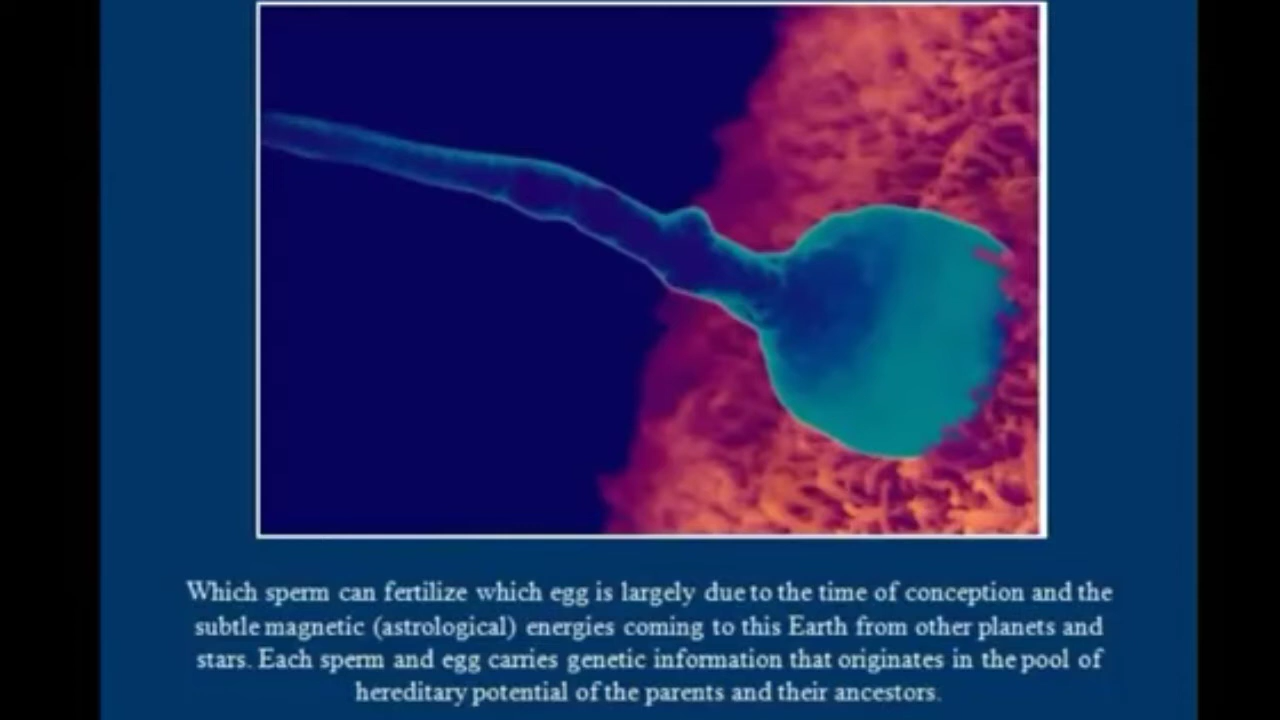 Which sperm can fertilize which egg is largely due to the time of conception and the
subtle magnetic (astrological) energies coming to this Earth from other planets and
stars. Each sperm and egg carries genetic information that originates in the pool of
hereditary potential of the parents and their ancestors.